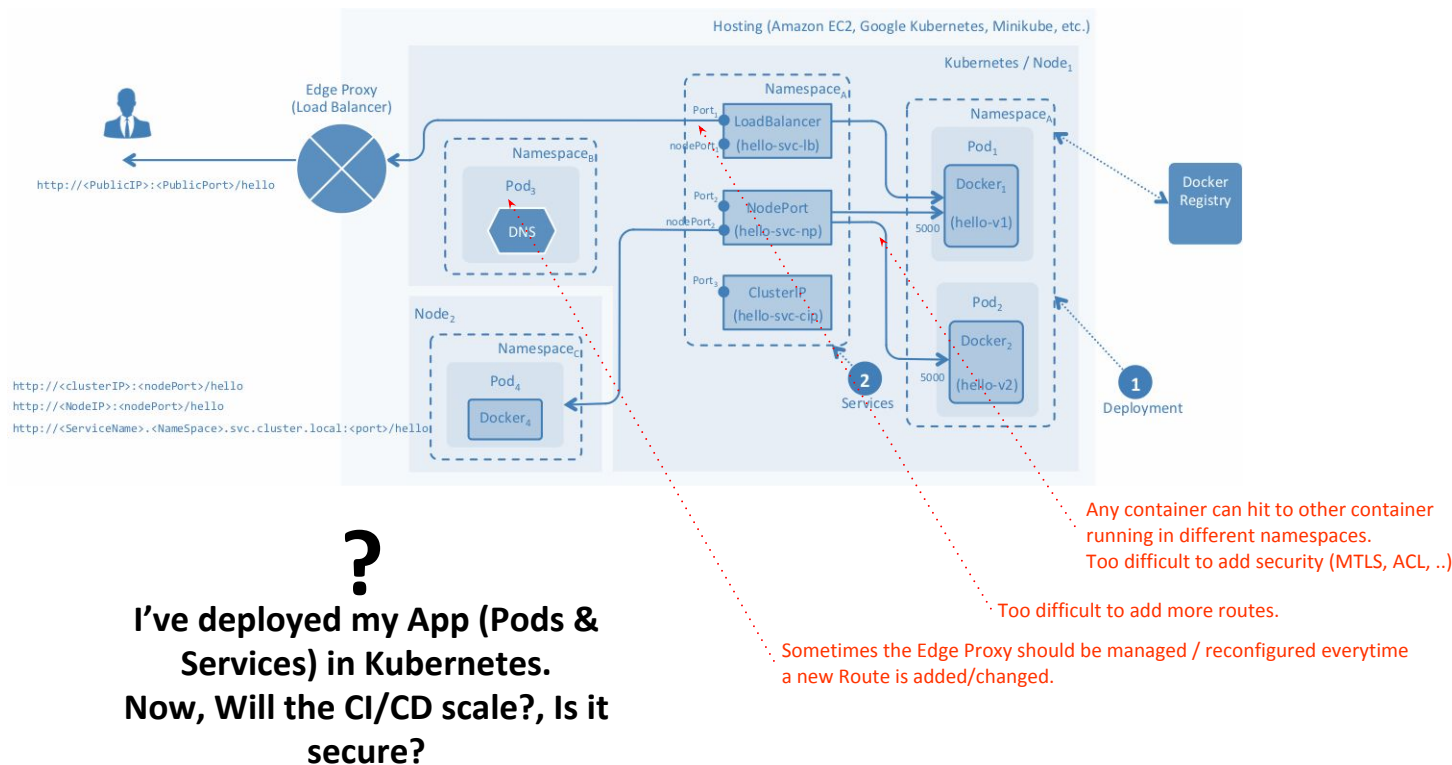 Hosting (Amazon EC2, Google Kubernetes, Minikube, etc.)
Kubernetes / Node1
Edge Proxy
(Load Balancer)
http://<PublicIP>:<PublicPort>/hello
NamespaceB
Pod3
DNS
NamespaceA
Port1
nodePort1
LoadBalancer
(hello-svc-lb)
Port2
nodePort2
NodePort
(hello-svc-np)
Port3
ClusterIP
(hello-svc-cip)
NamespaceA
Pod1
Docker1
(hello-v1)
5000
Pod2
Docker2
(hello-v2)
5000
Docker
Registry
2
Services
1
Deployment
Node2
NamespaceC
Pod4
Docker4
http://<clusterIP>:<nodePort>/hello
http://<NodeIP>:<nodePort>/hello
http://<ServiceName>.<NameSpace>.svc.cluster.local:<port>/hello
Any container can hit to other container
running in different namespaces.
Too difficult to add security (MTLS, ACL, ..)
Too difficult to add more routes.
Sometimes the Edge Proxy should be managed / reconfigured everytime
a new Route is added/changed.
?
I’ve deployed my App (Pods &
Services) in Kubernetes.
Now, Will the CI/CD scale?, Is it
secure?